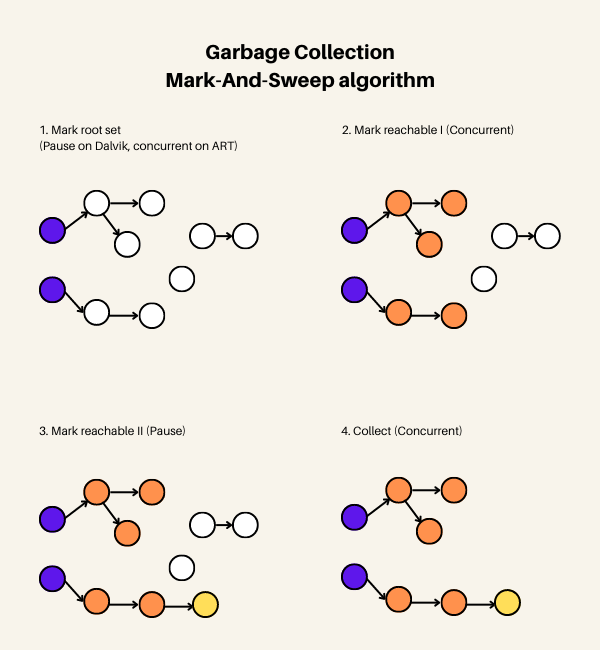 Garbage Collection
Mark-And-Sweep algorithm
1. Mark root set
(Pause on Dalvik, concurrent on ART)
2. Mark reachable I (Concurrent)
3. Mark reachable II (Pause)
4. Collect (Concurrent)